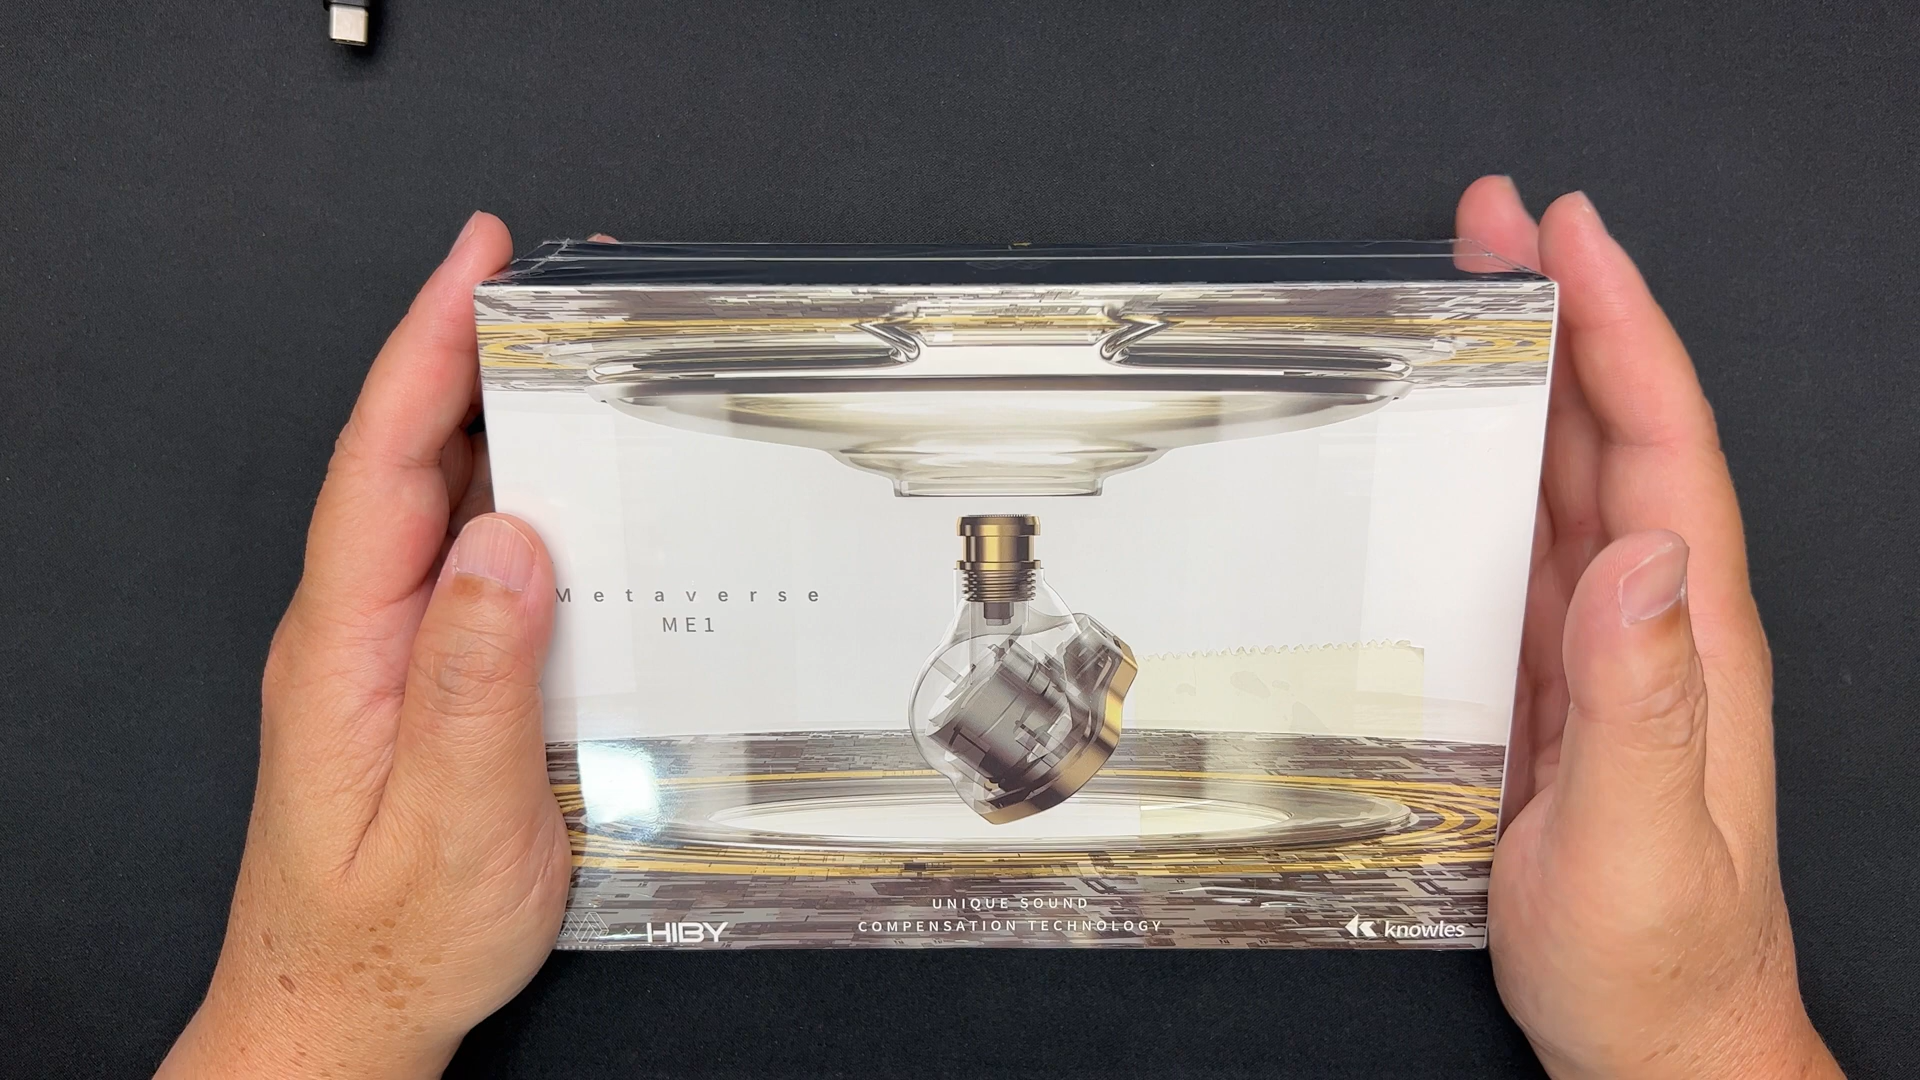 Metaverse
ME1
UNIQUE SOUND
COMPENSATION TECHNOLOGY
× HIBY
knowles